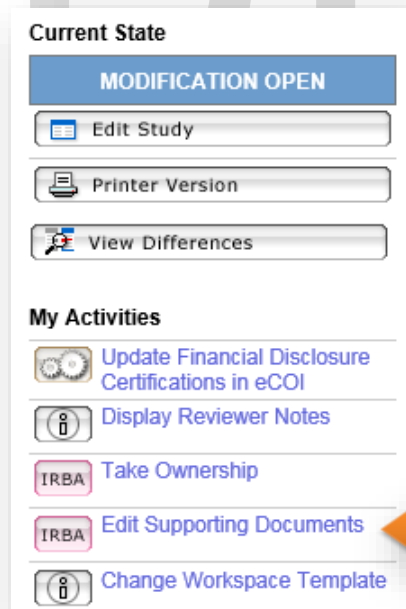 Current State
MODIFICATION OPEN
Edit Study
Printer Version
View Differences
My Activities
Update Financial Disclosure
Certifications in eCOI
Display Reviewer Notes
IRBA Take Ownership
IRBA Edit Supporting Documents
Change Workspace Template